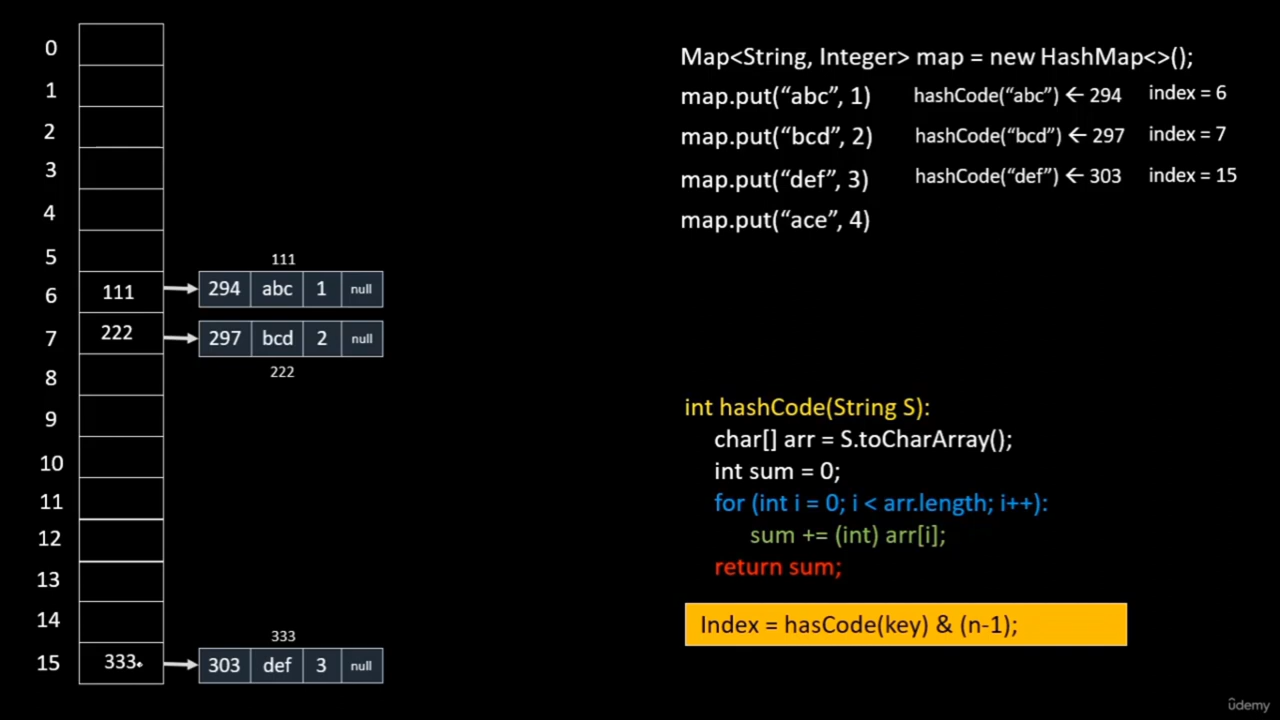 Map<String, Integer> map = new HashMap<>();
map.put(“abc”, 1) hashCode(“abc”) ← 294 index = 6
map.put(“bcd”, 2) hashCode(“bcd”) ← 297 index = 7
map.put(“def”, 3) hashCode(“def”) ← 303 index = 15
map.put(“ace”, 4)
0
1
2
3
4
5
111
6 111 294 abc 1 null
7 222 297 bcd 2 null
222
8
9
10
11
12
13
14
333
15 333 303 def 3 null
int hashCode(String S):
char[] arr = S.toCharArray();
int sum = 0;
for (int i = 0; i < arr.length; i++):
sum += (int) arr[i];
return sum;
Index = hasCode(key) & (n-1);
ûdemy